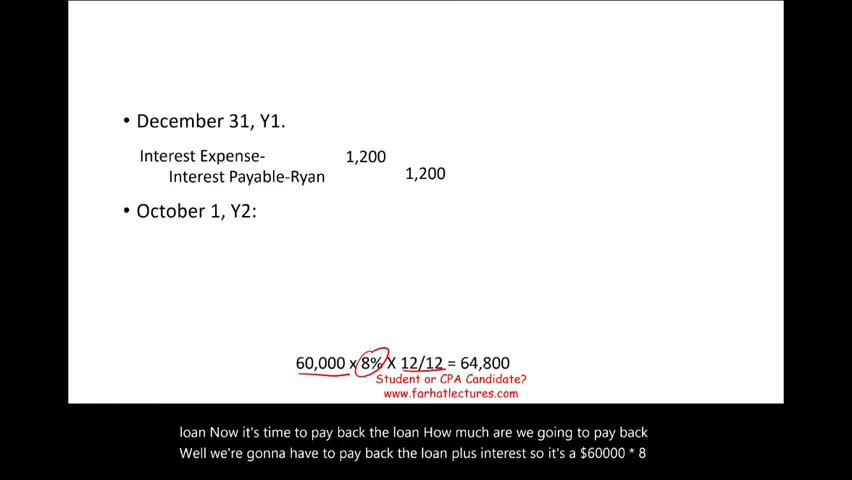 • December 31, Y1.
Interest Expense- 1,200
Interest Payable-Ryan 1,200
• October 1, Y2:
60,000 x 8% X 12/12 = 64,800
Student or CPA Candidate?
www.farhatlectures.com
loan Now it's time to pay back the loan How much are we going to pay back
Well we're gonna have to pay back the loan plus interest so it's a $60000 * 8